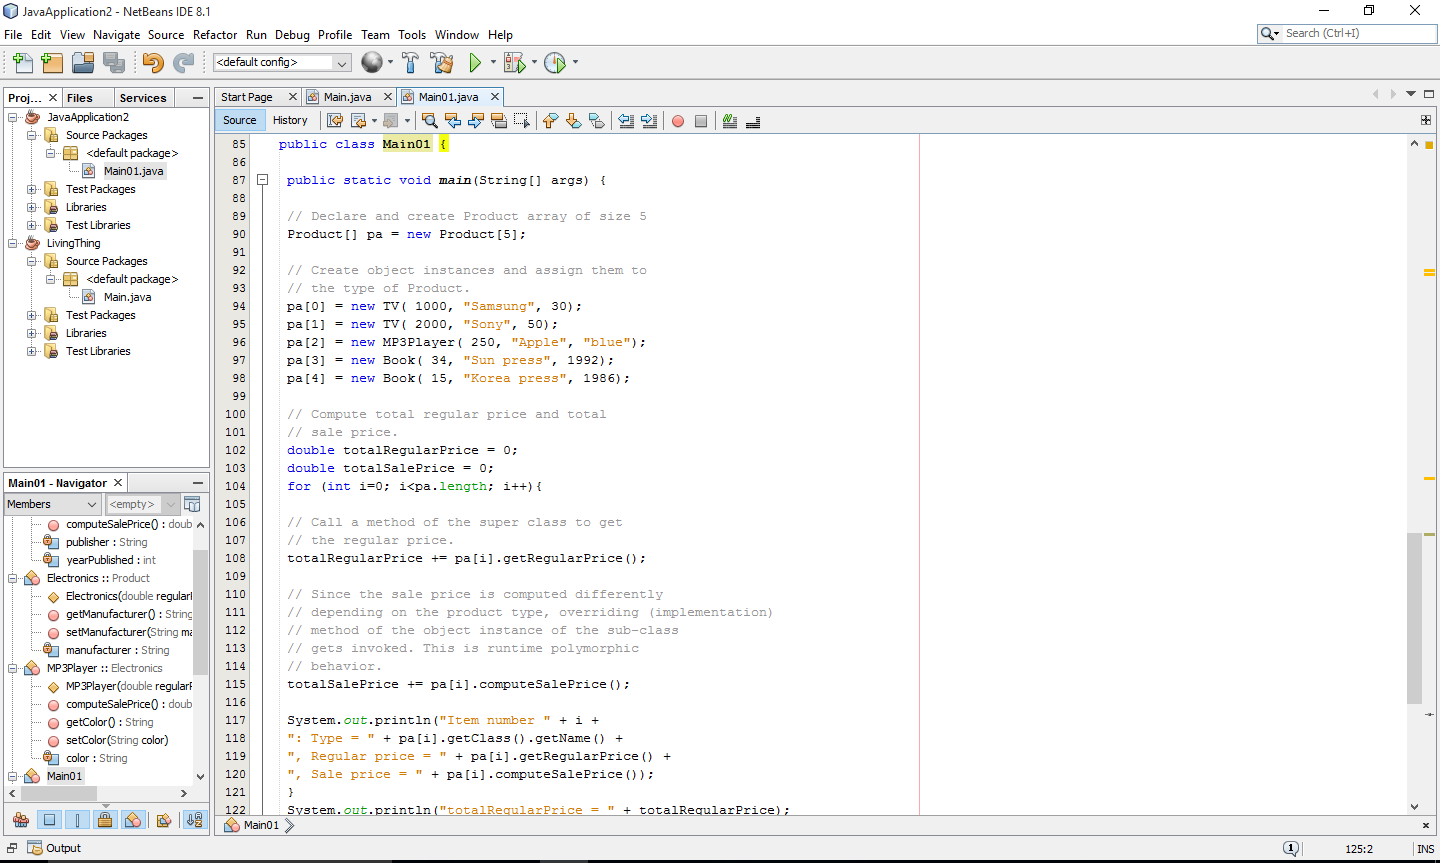 JavaApplication2 - NetBeans IDE 8.1
File Edit View Navigate Source Refactor Run Debug Profile Team Tools Window Help
Search (Ctrl+I)
<default config>
Proj... Files Services
JavaApplication2
Source Packages
<default package>
Main01.java
Test Packages
Libraries
Test Libraries
LivingThing
Source Packages
<default package>
Main.java
Test Packages
Libraries
Test Libraries
Main01 - Navigator
Members <empty>
computeSalePrice() : doub
publisher : String
yearPublished : int
Electronics :: Product
Electronics(double regularl
getManufacturer() : String
setManufacturer(String ma
manufacturer : String
MP3Player :: Electronics
MP3Player(double regularF
computeSalePrice() : doub
getColor() : String
setColor(String color)
color : String
Main01
Start Page Main.java Main01.java
Source History
85 public class Main01 {
86
87 public static void main(String[] args) {
88
89 // Declare and create Product array of size 5
90 Product[] pa = new Product[5];
91
92 // Create object instances and assign them to
93 // the type of Product.
94 pa[0] = new TV( 1000, "Samsung", 30);
95 pa[1] = new TV( 2000, "Sony", 50);
96 pa[2] = new MP3Player( 250, "Apple", "blue");
97 pa[3] = new Book( 34, "Sun press", 1992);
98 pa[4] = new Book( 15, "Korea press", 1986);
99
100 // Compute total regular price and total
101 // sale price.
102 double totalRegularPrice = 0;
103 double totalSalePrice = 0;
104 for (int i=0; i<pa.length; i++){
105
106 // Call a method of the super class to get
107 // the regular price.
108 totalRegularPrice += pa[i].getRegularPrice();
109
110 // Since the sale price is computed differently
111 // depending on the product type, overriding (implementation)
112 // method of the object instance of the sub-class
113 // gets invoked. This is runtime polymorphic
114 // behavior.
115 totalSalePrice += pa[i].computeSalePrice();
116
117 System.out.println("Item number " + i +
118 ": Type = " + pa[i].getClass().getName() +
119 ", Regular price = " + pa[i].getRegularPrice() +
120 ", Sale price = " + pa[i].computeSalePrice());
121 }
122 System.out.println("totalRegularPrice = " + totalRegularPrice);
Main01
Output
1
125:2
INS